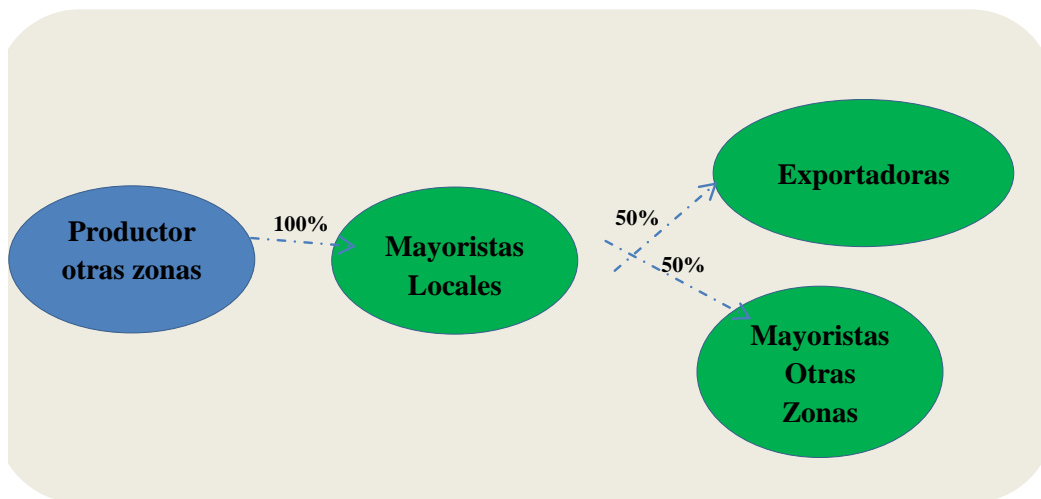 Productor
otras zonas
100%
Mayoristas
Locales
50%
50%
Exportadoras
Mayoristas
Otras
Zonas